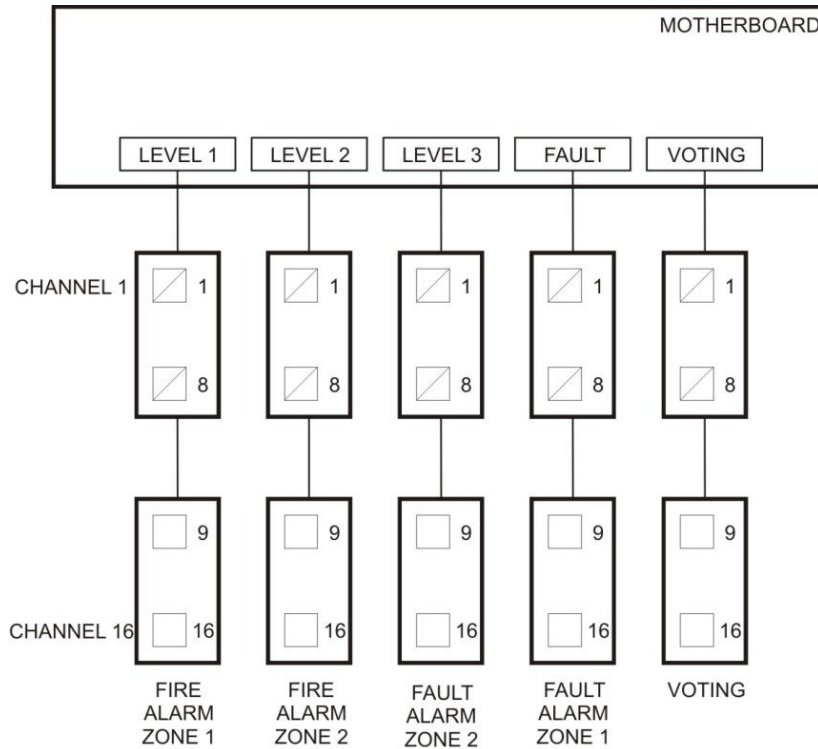 MOTHERBOARD
LEVEL 1 LEVEL 2 LEVEL 3 FAULT VOTING
CHANNEL 1 1 1 1 1 1
8 8 8 8 8
9 9 9 9 9
CHANNEL 16 16 16 16 16 16
FIRE FIRE FAULT FAULT VOTING
ALARM ALARM ALARM ALARM
ZONE 1 ZONE 2 ZONE 2 ZONE 1